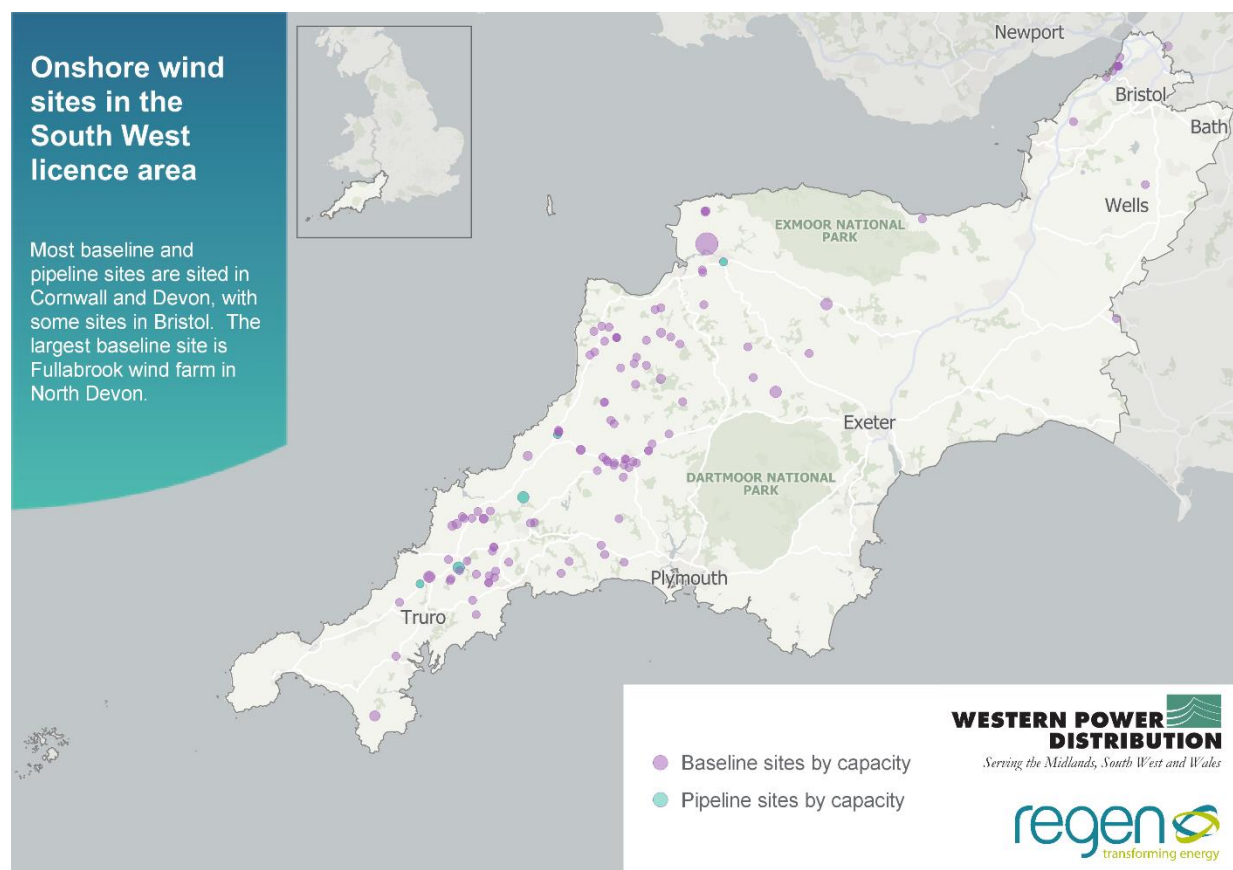 Onshore wind
sites in the
South West
licence area
Most baseline and
pipeline sites are sited in
Cornwall and Devon, with
some sites in Bristol. The
largest baseline site is
Fullabrook wind farm in
North Devon.
Newport
Bristol
Bath
Wells
EXMOOR NATIONAL
PARK
Exeter
DARTMOOR NATIONAL
PARK
Plymouth
Truro
Baseline sites by capacity
Pipeline sites by capacity
WESTERN POWER
DISTRIBUTION
Serving the Midlands, South West and Wales
regen
transforming energy